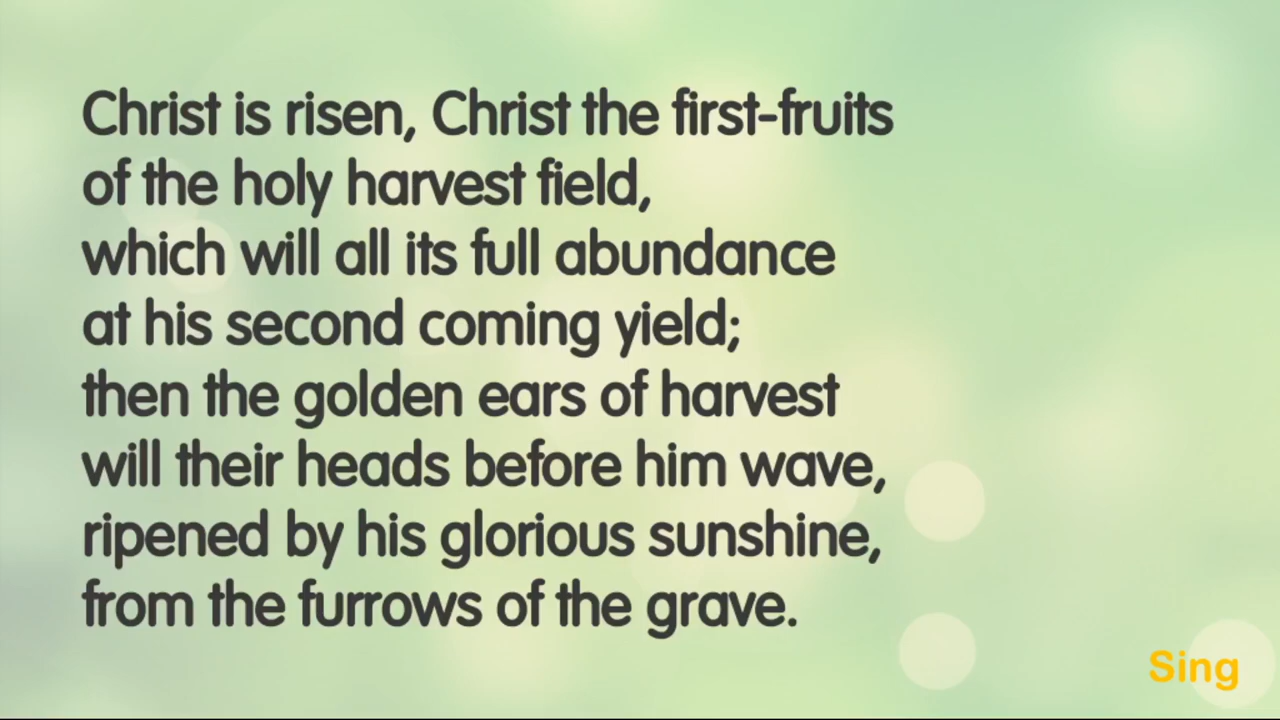 Christ is risen, Christ the first-fruits
of the holy harvest field,
which will all its full abundance
at his second coming yield;
then the golden ears of harvest
will their heads before him wave,
ripened by his glorious sunshine,
from the furrows of the grave.
Sing